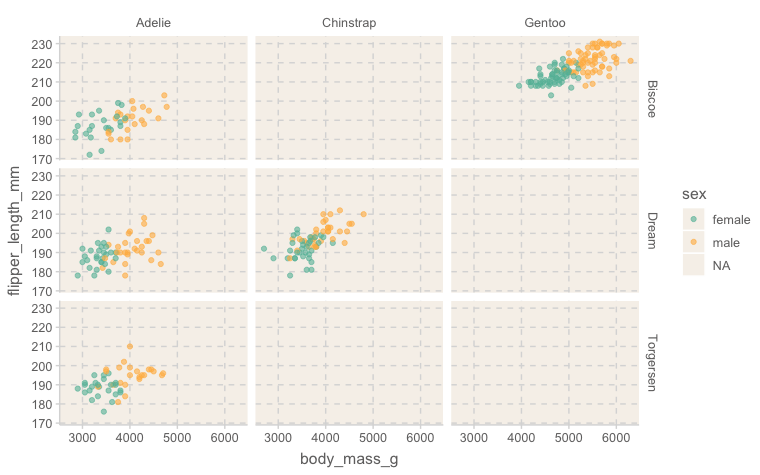 Adelie Chinstrap Gentoo
230
220
210
200
190
180
170
Biscoe
230
220
210
200
190
180
170
Dream
230
220
210
200
190
180
170
Torgersen
3000 4000 5000 6000 3000 4000 5000 6000 3000 4000 5000 6000
body_mass_g
flipper_length_mm
sex
female
male
NA